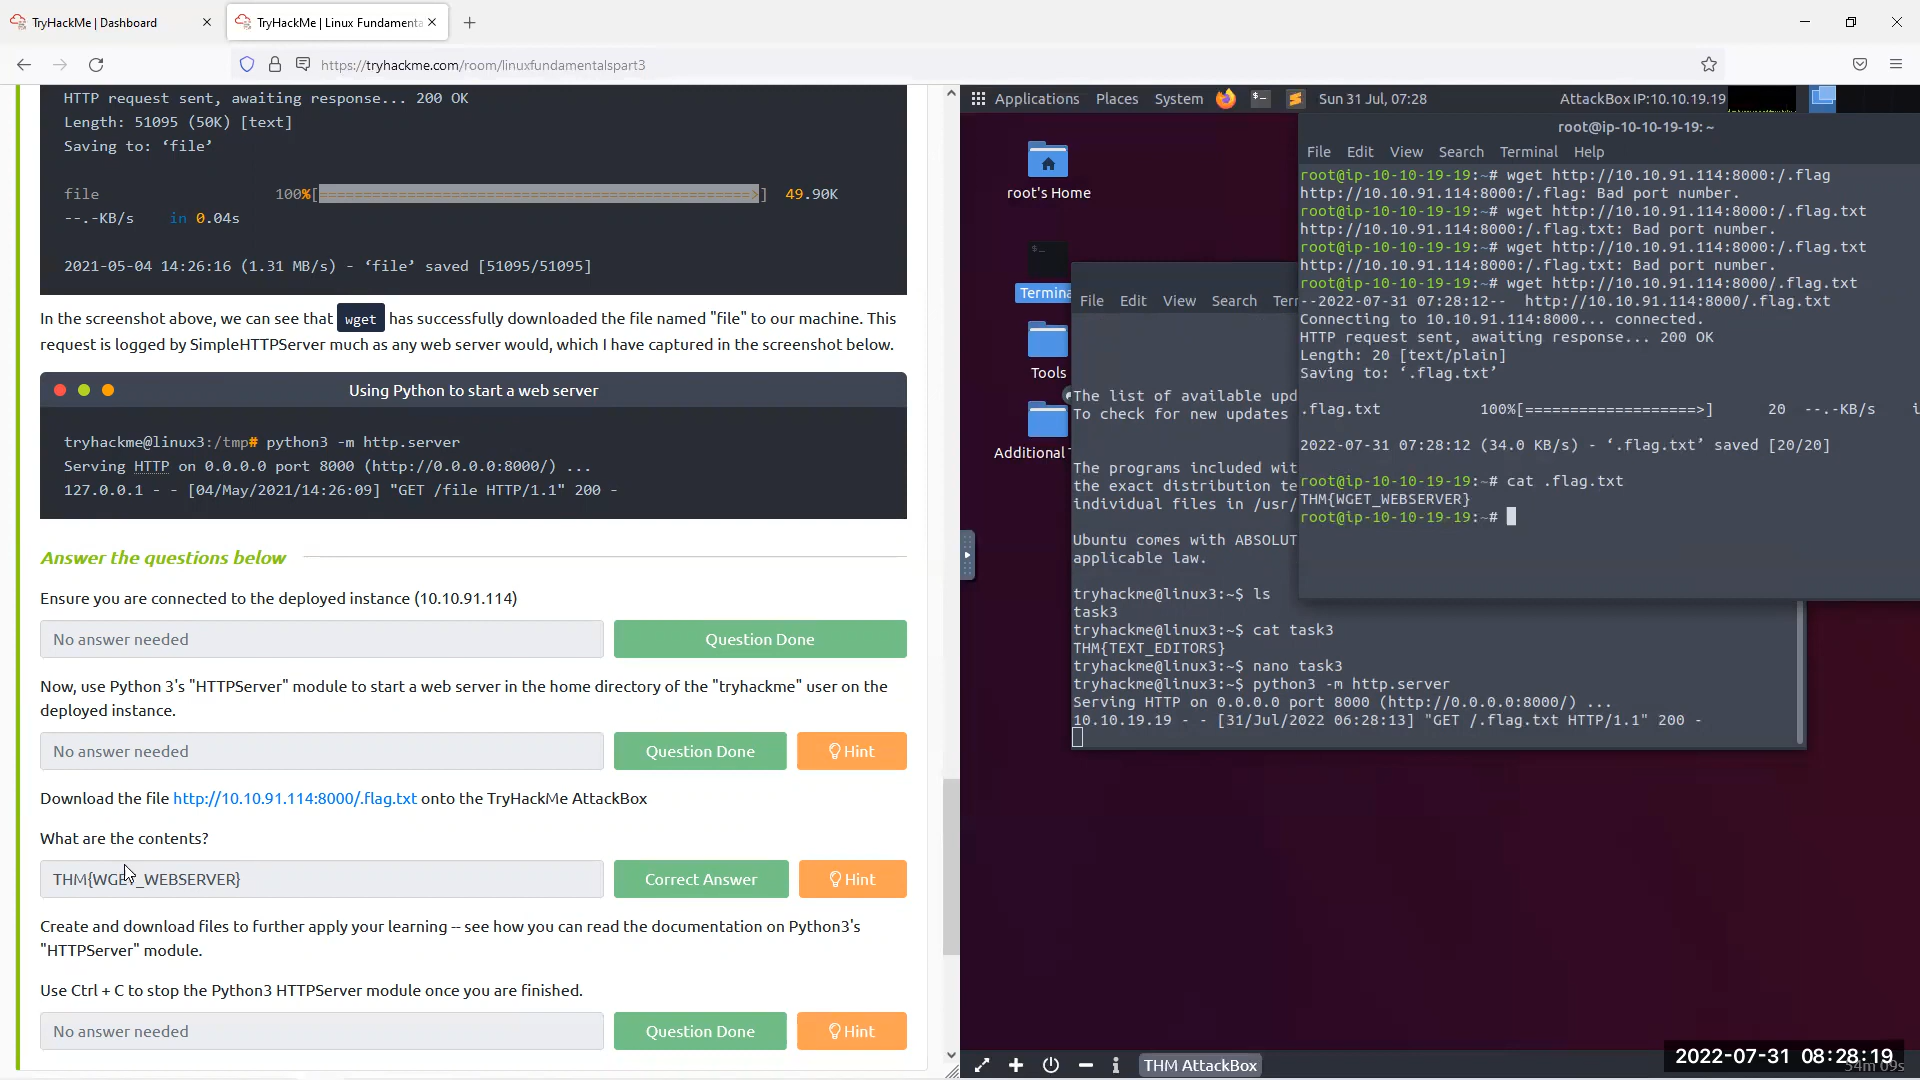 TryHackMe | Dashboard
TryHackMe | Linux Fundamenta
https://tryhackme.com/room/linuxfundamentalspart3
HTTP request sent, awaiting response... 200 OK
Length: 51095 (50K) [text]
Saving to: ‘file’
file 100%[===========================================>] 49.90K
--.-KB/s in 0.04s
2021-05-04 14:26:16 (1.31 MB/s) - ‘file’ saved [51095/51095]
In the screenshot above, we can see that wget has successfully downloaded the file named "file" to our machine. This
request is logged by SimpleHTTPServer much as any web server would, which I have captured in the screenshot below.
Using Python to start a web server
tryhackme@linux3:/tmp# python3 -m http.server
Serving HTTP on 0.0.0.0 port 8000 (http://0.0.0.0:8000/) ...
127.0.0.1 - - [04/May/2021/14:26:09] "GET /file HTTP/1.1" 200 -
Answer the questions below
Ensure you are connected to the deployed instance (10.10.91.114)
No answer needed
Question Done
Now, use Python 3's "HTTPServer" module to start a web server in the home directory of the "tryhackme" user on the
deployed instance.
No answer needed
Question Done
Hint
Download the file http://10.10.91.114:8000/.flag.txt onto the TryHackMe AttackBox
What are the contents?
THM{WGET_WEBSERVER}
Correct Answer
Hint
Create and download files to further apply your learning -- see how you can read the documentation on Python3's
"HTTPServer" module.
Use Ctrl + C to stop the Python3 HTTPServer module once you are finished.
No answer needed
Question Done
Hint
Applications Places System Sun 31 Jul, 07:28 AttackBox IP:10.10.19.19
root's Home
Termina
Tools
Additional
root@ip-10-10-19-19: ~
File Edit View Search Terminal Help
root@ip-10-10-19-19:~# wget http://10.10.91.114:8000:/.flag
http://10.10.91.114:8000:/.flag: Bad port number.
root@ip-10-10-19-19:~# wget http://10.10.91.114:8000:/.flag.txt
http://10.10.91.114:8000:/.flag.txt: Bad port number.
root@ip-10-10-19-19:~# wget http://10.10.91.114:8000:/.flag.txt
http://10.10.91.114:8000:/.flag.txt: Bad port number.
root@ip-10-10-19-19:~# wget http://10.10.91.114:8000/.flag.txt
--2022-07-31 07:28:12-- http://10.10.91.114:8000/.flag.txt
Connecting to 10.10.91.114:8000... connected.
HTTP request sent, awaiting response... 200 OK
Length: 20 [text/plain]
Saving to: ‘.flag.txt’
.flag.txt 100%[===================>] 20 --.-KB/s i
2022-07-31 07:28:12 (34.0 KB/s) - ‘.flag.txt’ saved [20/20]
root@ip-10-10-19-19:~# cat .flag.txt
THM{WGET_WEBSERVER}
root@ip-10-10-19-19:~#
File Edit View Search Ter
The list of available upd
To check for new updates
The programs included wit
the exact distribution te
individual files in /usr/
Ubuntu comes with ABSOLUT
applicable law.
tryhackme@linux3:~$ ls
task3
tryhackme@linux3:~$ cat task3
THM{TEXT_EDITORS}
tryhackme@linux3:~$ nano task3
tryhackme@linux3:~$ python3 -m http.server
Serving HTTP on 0.0.0.0 port 8000 (http://0.0.0.0:8000/) ...
10.10.19.19 - - [31/Jul/2022 06:28:13] "GET /.flag.txt HTTP/1.1" 200 -
THM AttackBox
2022-07-31 08:28:19